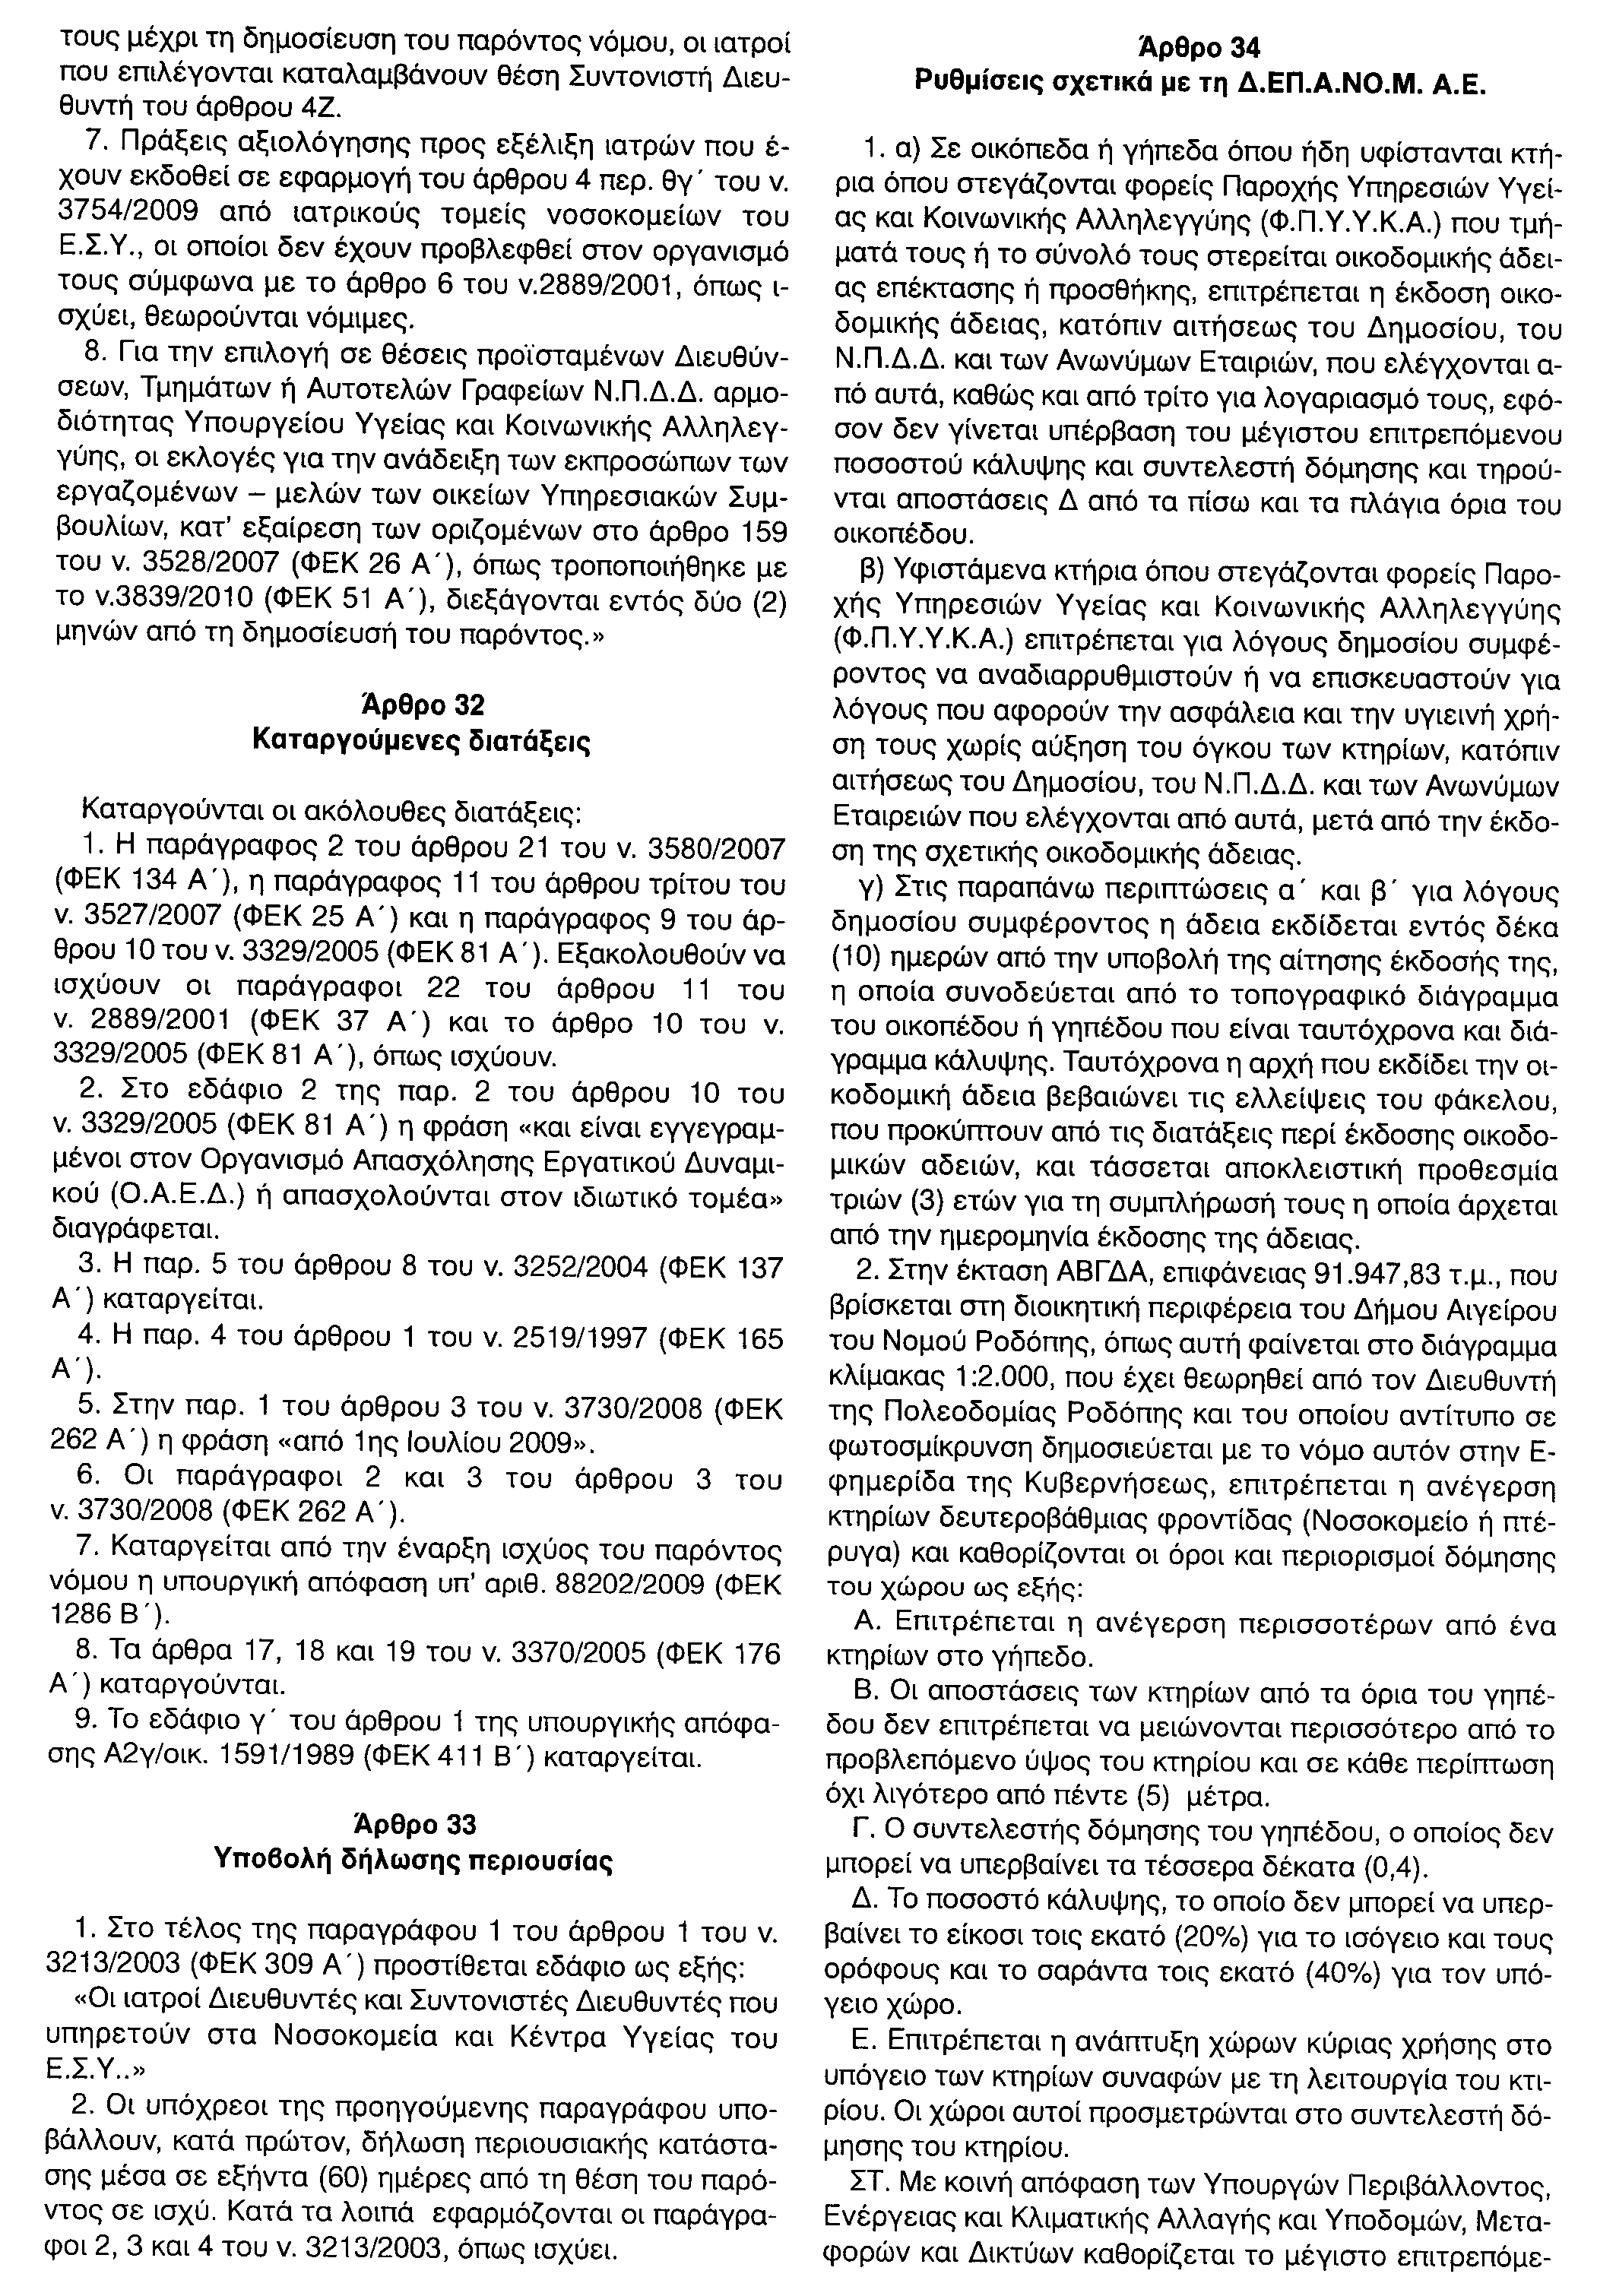 τους μέχρι τη δημοσίευση του παρόντος νόμου, οι ιατροί
που επιλέγονται καταλαμβάνουν θέση Συντονιστή Διευ-
θυντή του άρθρου 4Ζ.
7. Πράξεις αξιολόγησης προς εξέλιξη ιατρών που έ-
χουν εκδοθεί σε εφαρμογή του άρθρου 4 περ. θγ΄ του ν.
3754/2009 από ιατρικούς τομείς νοσοκομείων του
Ε.Σ.Υ., οι οποίοι δεν έχουν προβλεφθεί στον οργανισμό
τους σύμφωνα με το άρθρο 6 του ν.2889/2001, όπως ι-
σχύει, θεωρούνται νόμιμες.
8. Για την επιλογή σε θέσεις προϊσταμένων Διευθύν-
σεων, Τμημάτων ή Αυτοτελών Γραφείων Ν.Π.Δ.Δ. αρμο-
διότητας Υπουργείου Υγείας και Κοινωνικής Αλληλεγ-
γύης, οι εκλογές για την ανάδειξη των εκπροσώπων των
εργαζομένων – μελών των οικείων Υπηρεσιακών Συμ-
βουλίων, κατ’ εξαίρεση των οριζομένων στο άρθρο 159
του ν. 3528/2007 (ΦΕΚ 26 Α΄), όπως τροποποιήθηκε με
το ν.3839/2010 (ΦΕΚ 51 Α΄), διεξάγονται εντός δύο (2)
μηνών από τη δημοσίευσή του παρόντος.»
Άρθρο 32
Καταργούμενες διατάξεις
Καταργούνται οι ακόλουθες διατάξεις:
1. Η παράγραφος 2 του άρθρου 21 του ν. 3580/2007
(ΦΕΚ 134 Α΄), η παράγραφος 11 του άρθρου τρίτου του
ν. 3527/2007 (ΦΕΚ 25 Α΄) και η παράγραφος 9 του άρ-
θρου 10 του ν. 3329/2005 (ΦΕΚ 81 Α΄). Εξακολουθούν να
ισχύουν οι παράγραφοι 22 του άρθρου 11 του
ν. 2889/2001 (ΦΕΚ 37 Α΄) και το άρθρο 10 του ν.
3329/2005 (ΦΕΚ 81 Α΄), όπως ισχύουν.
2. Στο εδάφιο 2 της παρ. 2 του άρθρου 10 του
ν. 3329/2005 (ΦΕΚ 81 Α΄) η φράση «και είναι εγγεγραμ-
μένοι στον Οργανισμό Απασχόλησης Εργατικού Δυναμι-
κού (Ο.Α.Ε.Δ.) ή απασχολούνται στον ιδιωτικό τομέα»
διαγράφεται.
3. Η παρ. 5 του άρθρου 8 του ν. 3252/2004 (ΦΕΚ 137
Α΄) καταργείται.
4. Η παρ. 4 του άρθρου 1 του ν. 2519/1997 (ΦΕΚ 165
Α΄).
5. Στην παρ. 1 του άρθρου 3 του ν. 3730/2008 (ΦΕΚ
262 Α΄) η φράση «από 1ης Ιουλίου 2009».
6. Οι παράγραφοι 2 και 3 του άρθρου 3 του
ν. 3730/2008 (ΦΕΚ 262 Α΄).
7. Καταργείται από την έναρξη ισχύος του παρόντος
νόμου η υπουργική απόφαση υπ’ αριθ. 88202/2009 (ΦΕΚ
1286 Β΄).
8. Τα άρθρα 17, 18 και 19 του ν. 3370/2005 (ΦΕΚ 176
Α΄) καταργούνται.
9. Το εδάφιο γ΄ του άρθρου 1 της υπουργικής απόφα-
σης Α2γ/οικ. 1591/1989 (ΦΕΚ 411 Β΄) καταργείται.
Άρθρο 33
Υποβολή δήλωσης περιουσίας
1. Στο τέλος της παραγράφου 1 του άρθρου 1 του ν.
3213/2003 (ΦΕΚ 309 Α΄) προστίθεται εδάφιο ως εξής:
«Οι ιατροί Διευθυντές και Συντονιστές Διευθυντές που
υπηρετούν στα Νοσοκομεία και Κέντρα Υγείας του
Ε.Σ.Υ..»
2. Οι υπόχρεοι της προηγούμενης παραγράφου υπο-
βάλλουν, κατά πρώτον, δήλωση περιουσιακής κατάστα-
σης μέσα σε εξήντα (60) ημέρες από τη θέση του παρό-
ντος σε ισχύ. Κατά τα λοιπά εφαρμόζονται οι παράγρα-
φοι 2, 3 και 4 του ν. 3213/2003, όπως ισχύει.
Άρθρο 34
Ρυθμίσεις σχετικά με τη Δ.ΕΠ.Α.ΝΟ.Μ. Α.Ε.
1. α) Σε οικόπεδα ή γήπεδα όπου ήδη υφίστανται κτή-
ρια όπου στεγάζονται φορείς Παροχής Υπηρεσιών Υγεί-
ας και Κοινωνικής Αλληλεγγύης (Φ.Π.Υ.Υ.Κ.Α.) που τμή-
ματά τους ή το σύνολό τους στερείται οικοδομικής άδει-
ας επέκτασης ή προσθήκης, επιτρέπεται η έκδοση οικο-
δομικής άδειας, κατόπιν αιτήσεως του Δημοσίου, του
Ν.Π.Δ.Δ. και των Ανωνύμων Εταιριών, που ελέγχονται α-
πό αυτά, καθώς και από τρίτο για λογαριασμό τους, εφό-
σον δεν γίνεται υπέρβαση του μέγιστου επιτρεπόμενου
ποσοστού κάλυψης και συντελεστή δόμησης και τηρού-
νται αποστάσεις Δ από τα πίσω και τα πλάγια όρια του
οικοπέδου.
β) Υφιστάμενα κτήρια όπου στεγάζονται φορείς Παρο-
χής Υπηρεσιών Υγείας και Κοινωνικής Αλληλεγγύης
(Φ.Π.Υ.Υ.Κ.Α.) επιτρέπεται για λόγους δημοσίου συμφέ-
ροντος να αναδιαρρυθμιστούν ή να επισκευαστούν για
λόγους που αφορούν την ασφάλεια και την υγιεινή χρή-
ση τους χωρίς αύξηση του όγκου των κτηρίων, κατόπιν
αιτήσεως του Δημοσίου, του Ν.Π.Δ.Δ. και των Ανωνύμων
Εταιρειών που ελέγχονται από αυτά, μετά από την έκδο-
ση της σχετικής οικοδομικής άδειας.
γ) Στις παραπάνω περιπτώσεις α΄ και β΄ για λόγους
δημοσίου συμφέροντος η άδεια εκδίδεται εντός δέκα
(10) ημερών από την υποβολή της αίτησης έκδοσής της,
η οποία συνοδεύεται από το τοπογραφικό διάγραμμα
του οικοπέδου ή γηπέδου που είναι ταυτόχρονα και διά-
γραμμα κάλυψης. Ταυτόχρονα η αρχή που εκδίδει την οι-
κοδομική άδεια βεβαιώνει τις ελλείψεις του φάκελου,
που προκύπτουν από τις διατάξεις περί έκδοσης οικοδο-
μικών αδειών, και τάσσεται αποκλειστική προθεσμία
τριών (3) ετών για τη συμπλήρωσή τους η οποία άρχεται
από την ημερομηνία έκδοσης της άδειας.
2. Στην έκταση ΑΒΓΔΑ, επιφάνειας 91.947,83 τ.μ., που
βρίσκεται στη διοικητική περιφέρεια του Δήμου Αιγείρου
του Νομού Ροδόπης, όπως αυτή φαίνεται στο διάγραμμα
κλίμακας 1:2.000, που έχει θεωρηθεί από τον Διευθυντή
της Πολεοδομίας Ροδόπης και του οποίου αντίτυπο σε
φωτοσμίκρυνση δημοσιεύεται με το νόμο αυτόν στην Ε-
φημερίδα της Κυβερνήσεως, επιτρέπεται η ανέγερση
κτηρίων δευτεροβάθμιας φροντίδας (Νοσοκομείο ή πτέ-
ρυγα) και καθορίζονται οι όροι και περιορισμοί δόμησης
του χώρου ως εξής:
Α. Επιτρέπεται η ανέγερση περισσοτέρων από ένα
κτηρίων στο γήπεδο.
Β. Οι αποστάσεις των κτηρίων από τα όρια του γηπέ-
δου δεν επιτρέπεται να μειώνονται περισσότερο από το
προβλεπόμενο ύψος του κτηρίου και σε κάθε περίπτωση
όχι λιγότερο από πέντε (5) μέτρα.
Γ. Ο συντελεστής δόμησης του γηπέδου, ο οποίος δεν
μπορεί να υπερβαίνει τα τέσσερα δέκατα (0,4).
Δ. Το ποσοστό κάλυψης, το οποίο δεν μπορεί να υπερ-
βαίνει το είκοσι τοις εκατό (20%) για το ισόγειο και τους
ορόφους και το σαράντα τοις εκατό (40%) για τον υπό-
γειο χώρο.
Ε. Επιτρέπεται η ανάπτυξη χώρων κύριας χρήσης στο
υπόγειο των κτηρίων συναφών με τη λειτουργία του κτι-
ρίου. Οι χώροι αυτοί προσμετρώνται στο συντελεστή δό-
μησης του κτηρίου.
ΣΤ. Με κοινή απόφαση των Υπουργών Περιβάλλοντος,
Ενέργειας και Κλιματικής Αλλαγής και Υποδομών, Μετα-
φορών και Δικτύων καθορίζεται το μέγιστο επιτρεπόμε-